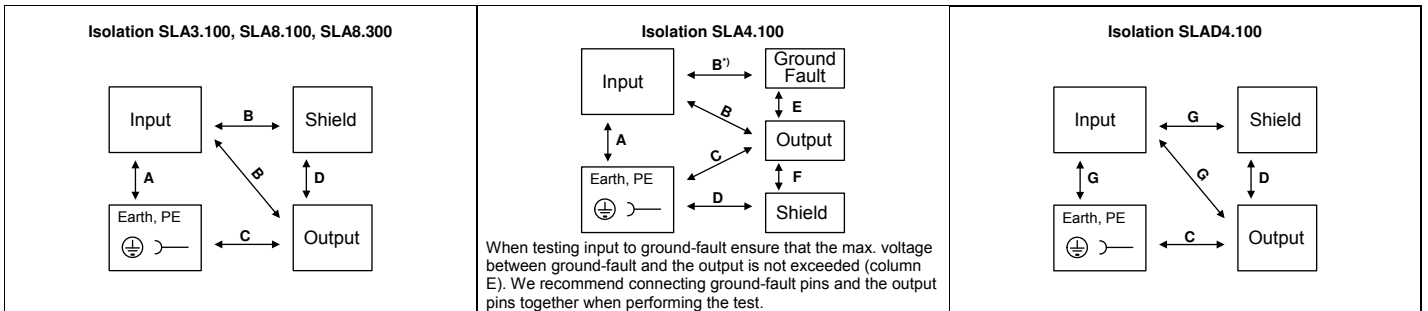 Isolation SLA3.100, SLA8.100, SLA8.300
Input
B
Shield
A
B
D
Earth, PE
C
Output
Isolation SLA4.100
Input
B*)
Ground
Fault
E
B
Output
A
C
F
Earth, PE
D
Shield
When testing input to ground-fault ensure that the max. voltage
between ground-fault and the output is not exceeded (column
E). We recommend connecting ground-fault pins and the output
pins together when performing the test.
Isolation SLAD4.100
Input
G
Shield
G
G
D
Earth, PE
C
Output